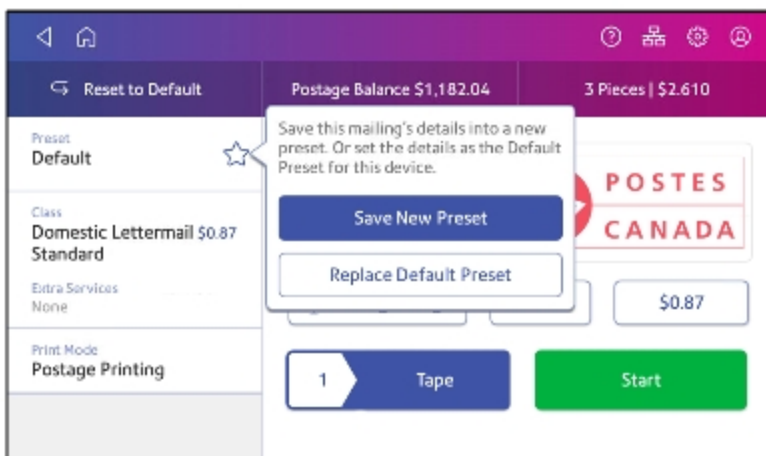 Reset to Default
Postage Balance $1,182.04
3 Pieces | $2.610
Preset
Default
Save this mailing's details into a new
preset. Or set the details as the Default
Preset for this device.
Save New Preset
Replace Default Preset
Class
Domestic Lettermail $0.87
Standard
Extra Services
None
Print Mode
Postage Printing
POSTES
CANADA
$0.87
1
Tape
Start